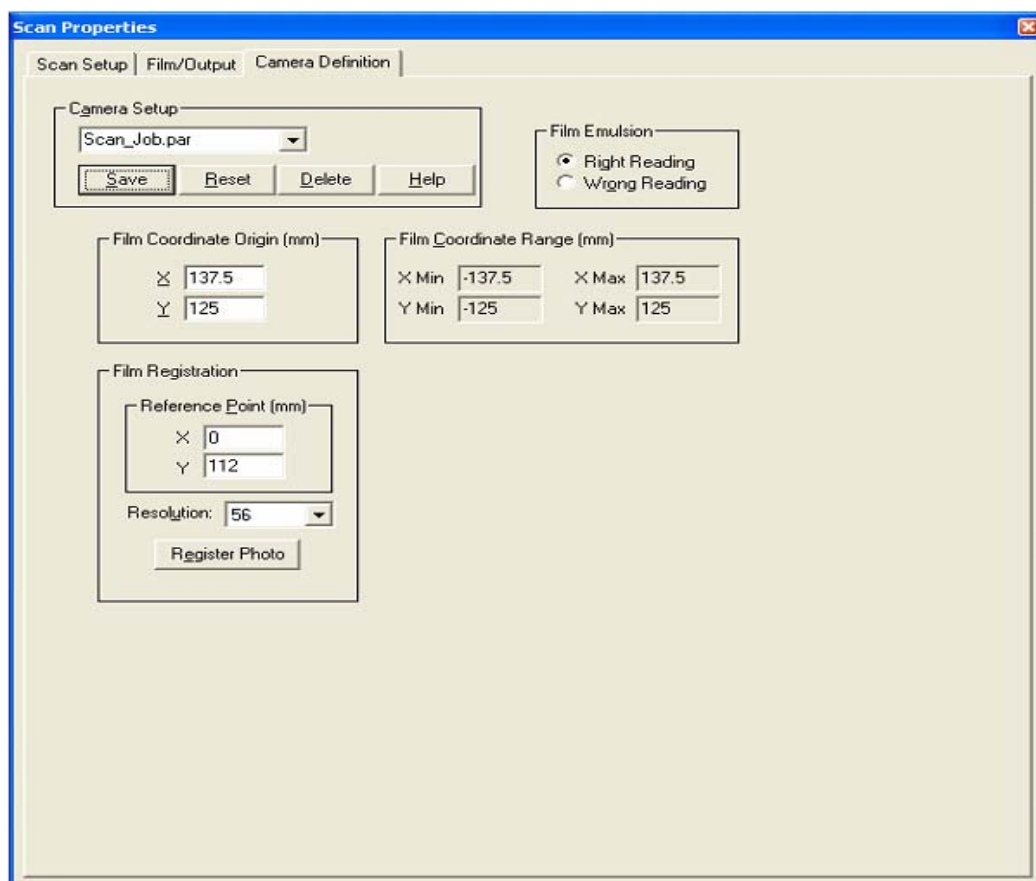 Scan Properties
Scan Setup Film/Output Camera Definition
Camera Setup
Scan_Job.par
Save Reset Delete Help
Film Emulsion
Right Reading
Wrong Reading
Film Coordinate Origin (mm)
X 137.5
Y 125
Film Coordinate Range (mm)
X Min -137.5 X Max 137.5
Y Min -125 Y Max 125
Film Registration
Reference Point (mm)
X 0
Y 112
Resolution: 56
Register Photo